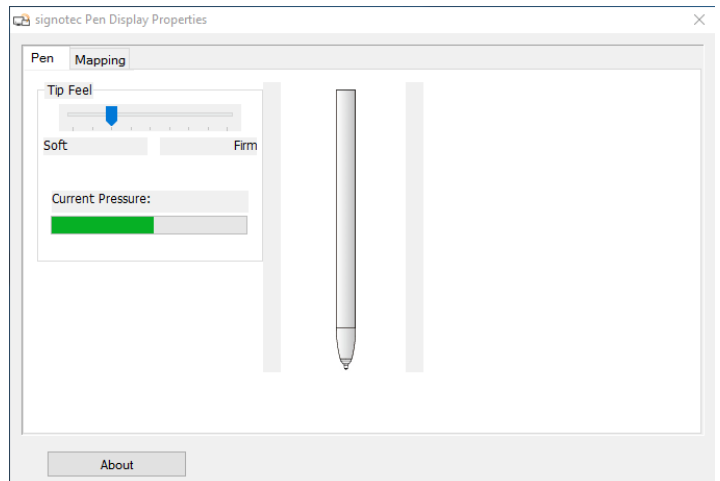 signotec Pen Display Properties
Pen Mapping
Tip Feel
Soft Firm
Current Pressure:
About